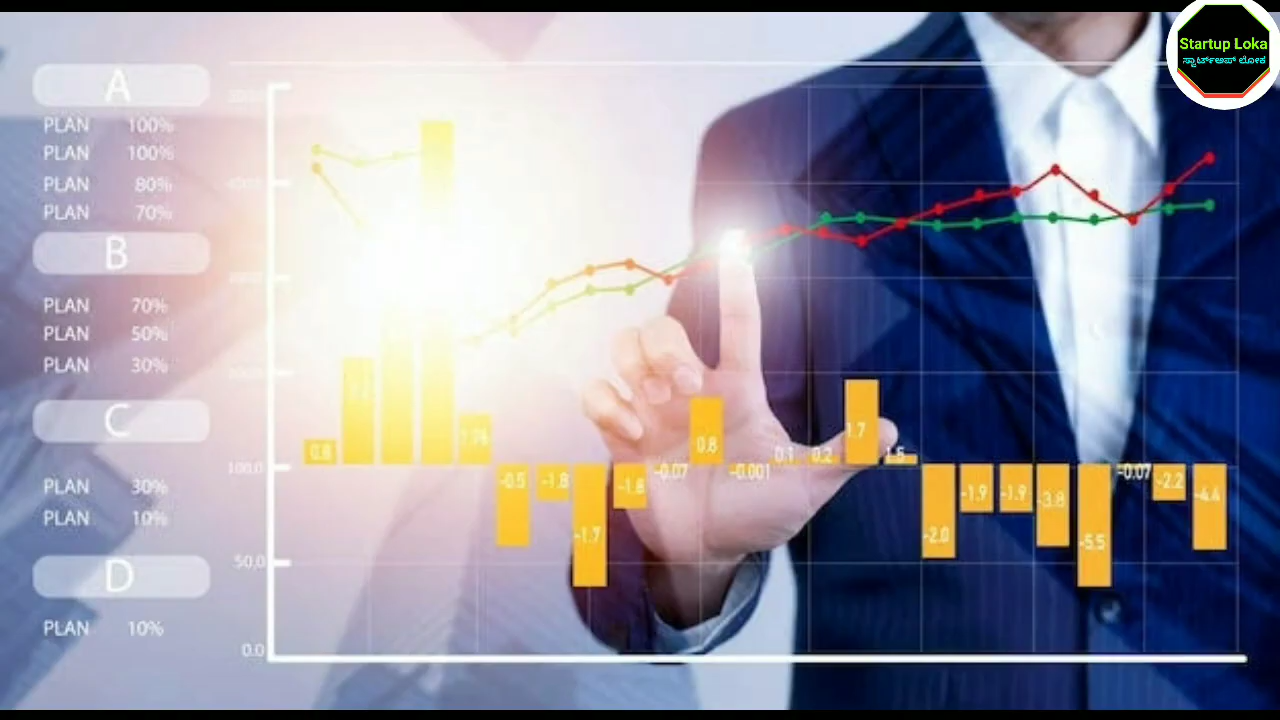 Startup Loka
ಸ್ಟಾರ್ಟ್ಅಪ್ ಲೋಕ
A
PLAN 100%
PLAN 100%
PLAN 80%
PLAN 70%
B
PLAN 70%
PLAN 50%
PLAN 30%
C
PLAN 30%
PLAN 10%
D
PLAN 10%
100.0
50,0
0.0
0.8
1.76
-0.5
-1.8
-1.7
-1.8
-0.07
0.8
-0.001
0.1
0.2
1.7
1.5
-2.0
-1.9
-1.9
-3.8
-5.5
-0.07
-2.2
-4.4